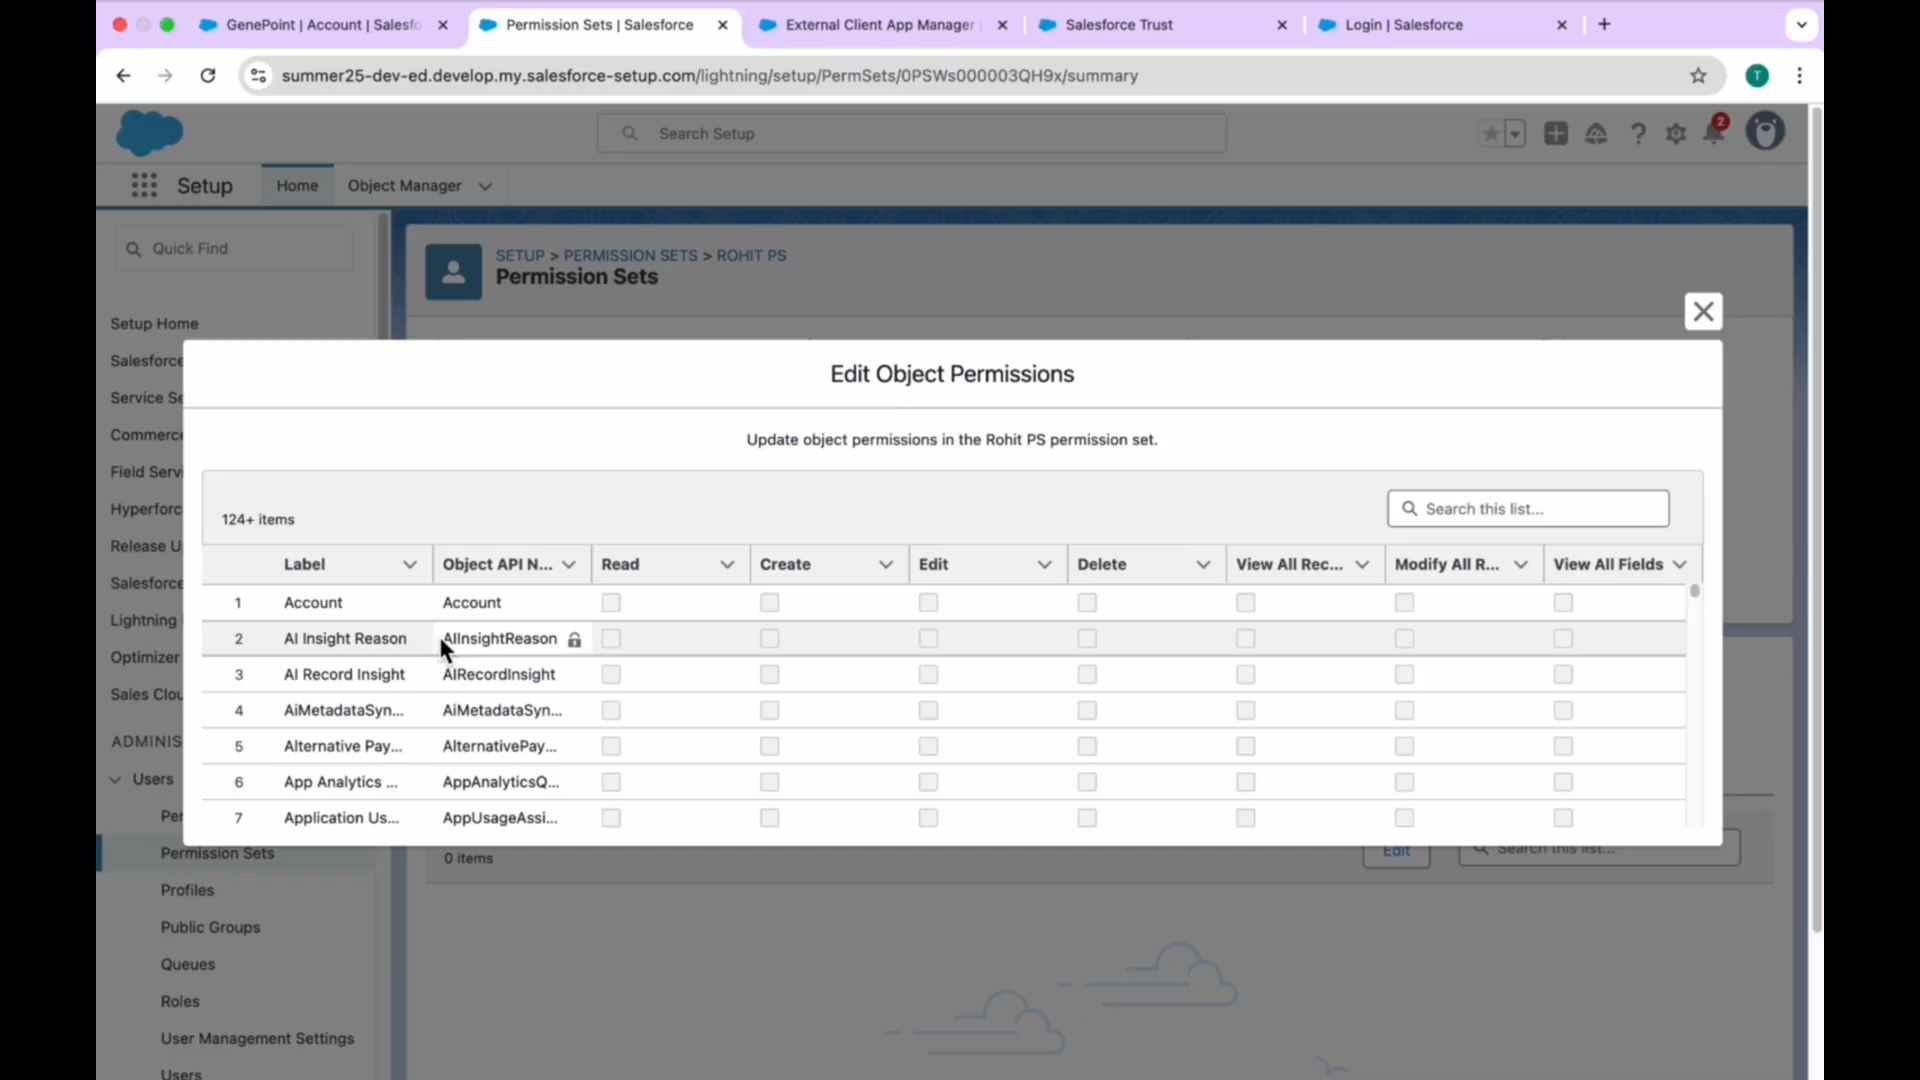 GenePoint | Account | Salesfo
Permission Sets | Salesforce
External Client App Manager
Salesforce Trust
Login | Salesforce
summer25-dev-ed.develop.my.salesforce-setup.com/lightning/setup/PermSets/0PSWs000003QH9x/summary
T
Search Setup
2
Setup
Home
Object Manager
Quick Find
SETUP > PERMISSION SETS > ROHIT PS
Permission Sets
Setup Home
Salesforce
Service Se
Commerce
Field Servi
Hyperforc
Release U
Salesforce
Lightning
Optimizer
Sales Clou
ADMINIS
Users
Per
Permission Sets
Profiles
Public Groups
Queues
Roles
User Management Settings
Users
Edit Object Permissions
Update object permissions in the Rohit PS permission set.
124+ items
Search this list...
Label Object API N... Read Create Edit Delete View All Rec... Modify All R... View All Fields
1 Account Account
2 AI Insight Reason AIInsightReason
3 AI Record Insight AIRecordInsight
4 AiMetadataSyn... AiMetadataSyn...
5 Alternative Pay... AlternativePay...
6 App Analytics ... AppAnalyticsQ...
7 Application Us... AppUsageAssi...
0 items
Edit
Search this list...